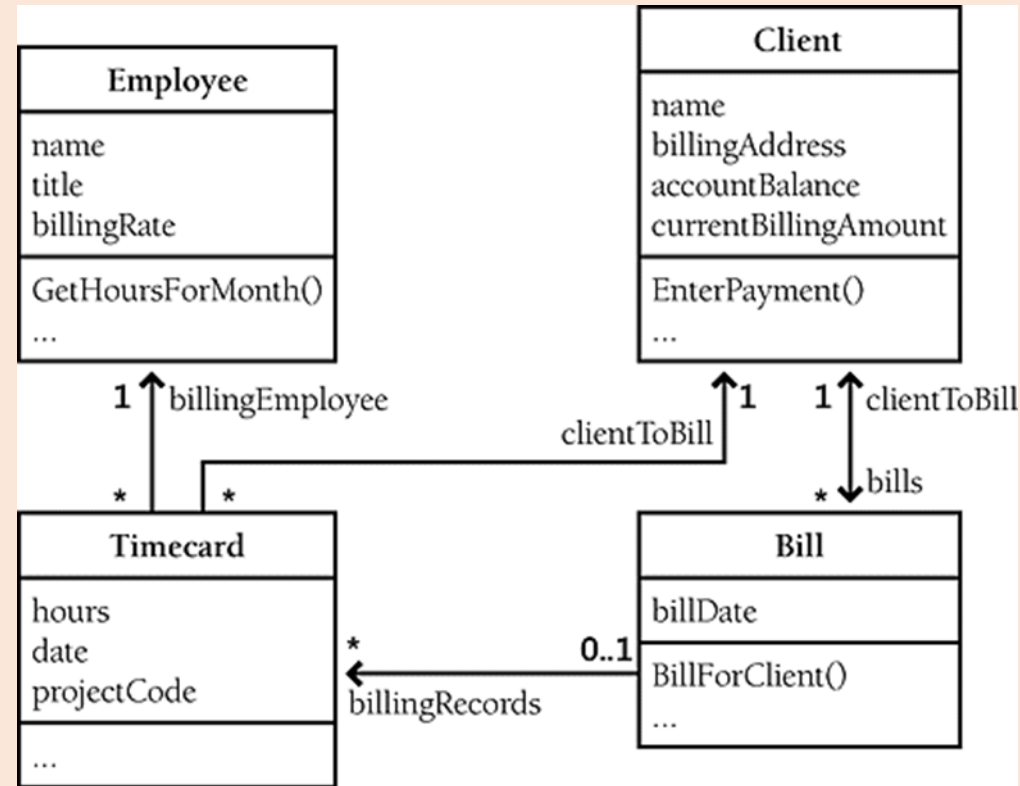 Employee
name
title
billingRate
GetHoursForMonth()
...
Client
name
billingAddress
accountBalance
currentBillingAmount
EnterPayment()
...
1
billingEmployee
*
clientToBill
1
*
1
clientToBill
*
bills
Timecard
hours
date
projectCode
...
*
0..1
billingRecords
Bill
billDate
BillForClient()
...